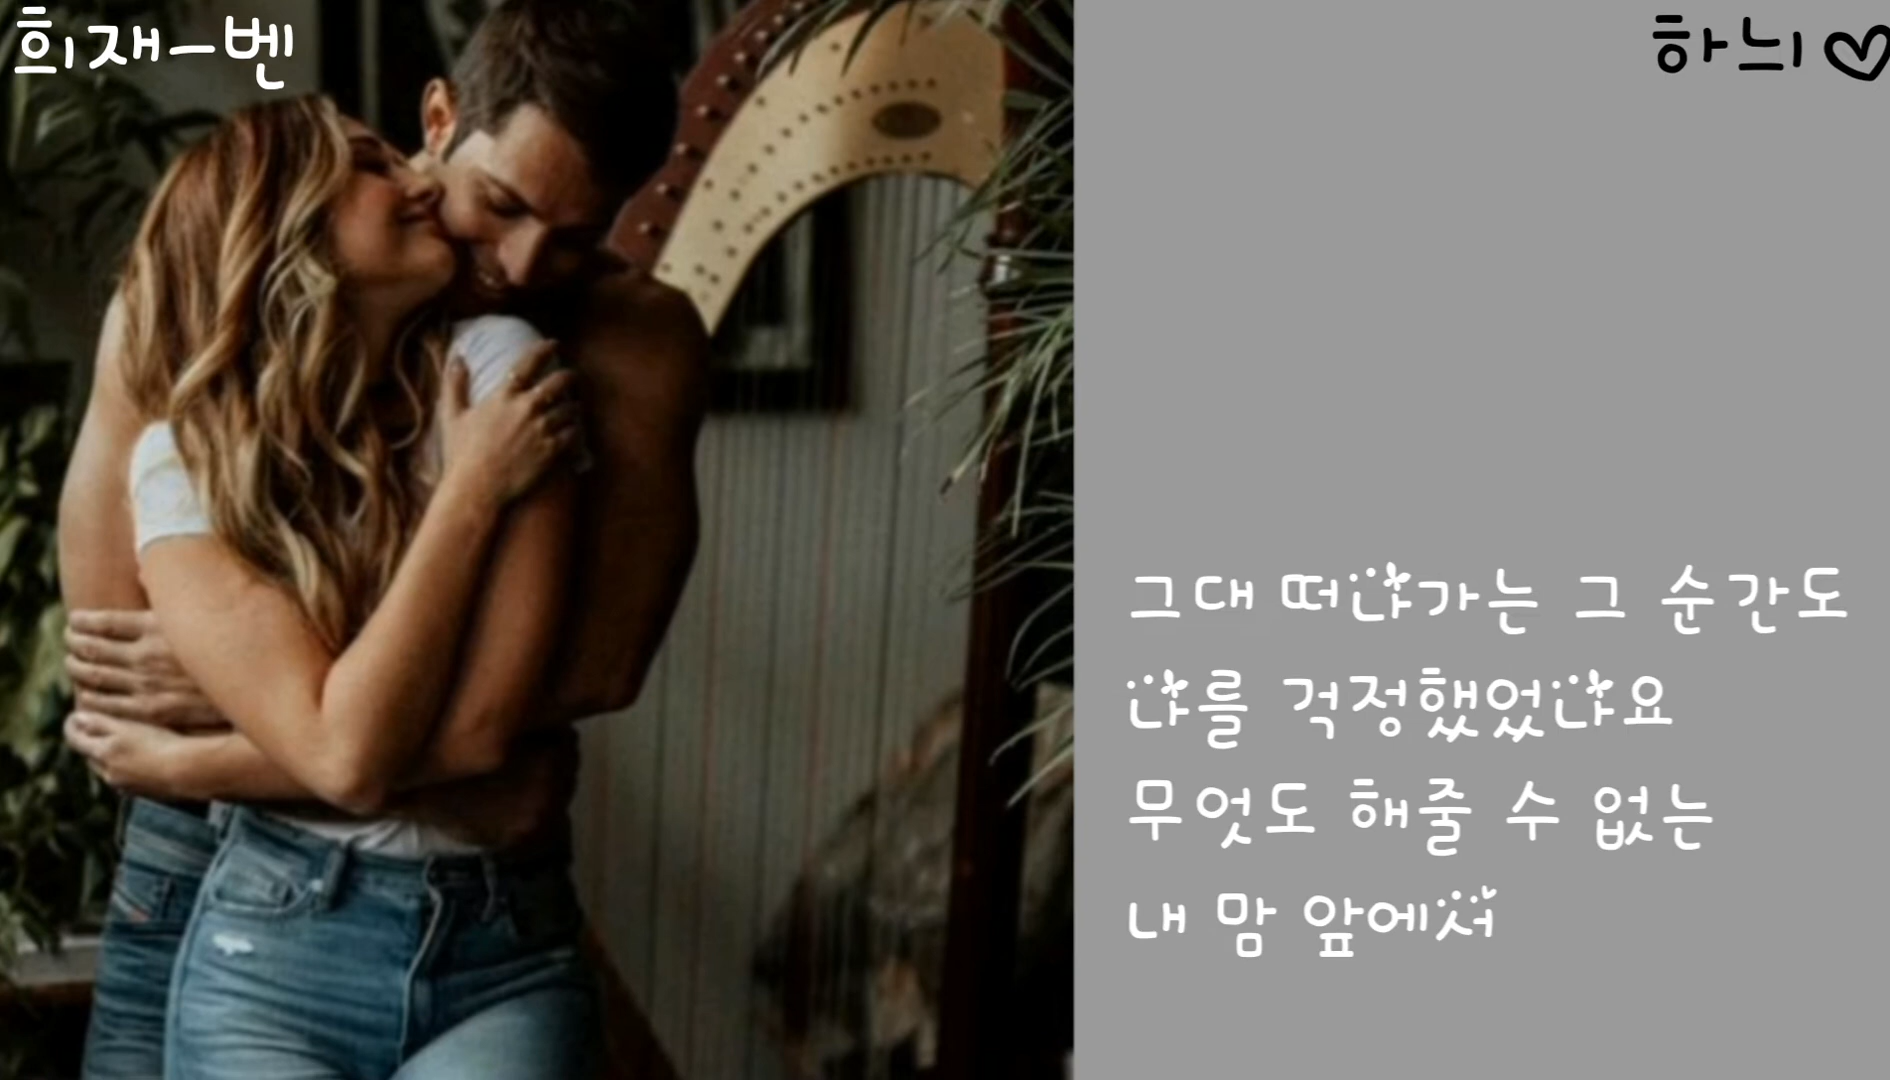 희재-벤
하늬♡
그대 떠나가는 그 순간도
나를 걱정했었나요
무엇도 해줄 수 없는
내 맘 앞에서